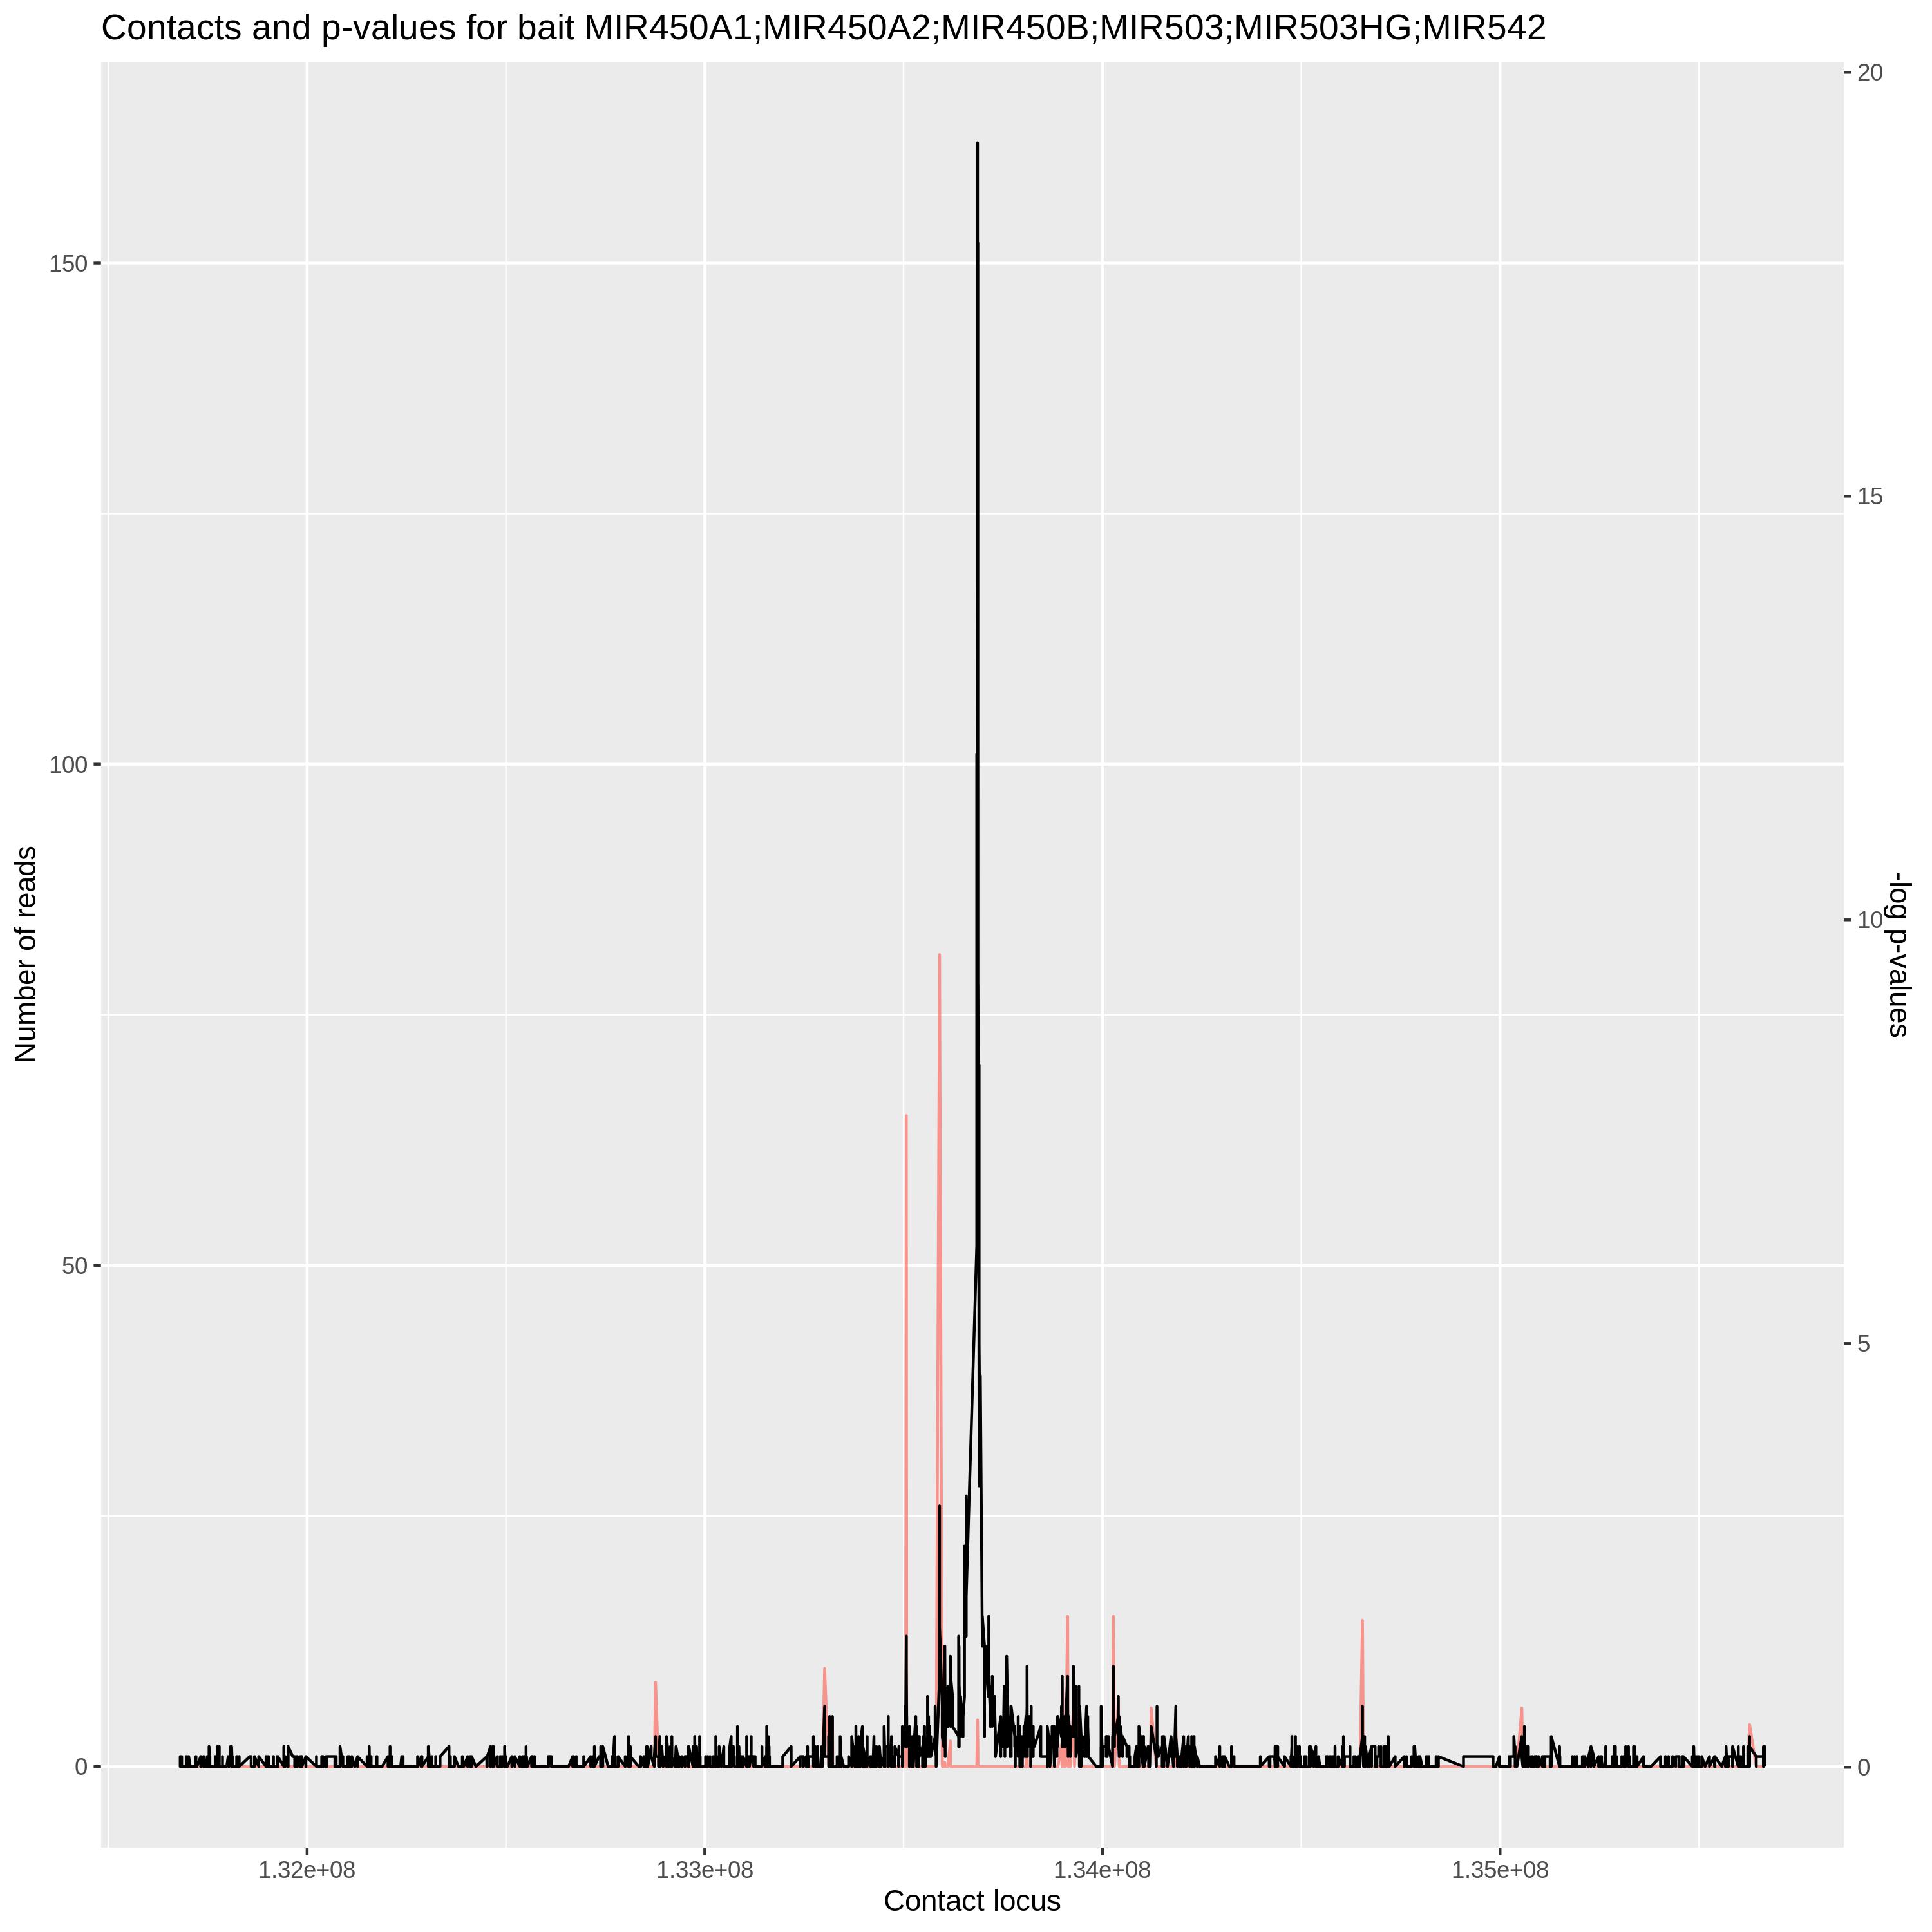 Contacts and p-values for bait MIR450A1;MIR450A2;MIR450B;MIR503;MIR503HG;MIR542
20
150
15
100
10
Number of reads
-log p-values
50
5
0
0
1.32e+08
1.33e+08
1.34e+08
1.35e+08
Contact locus